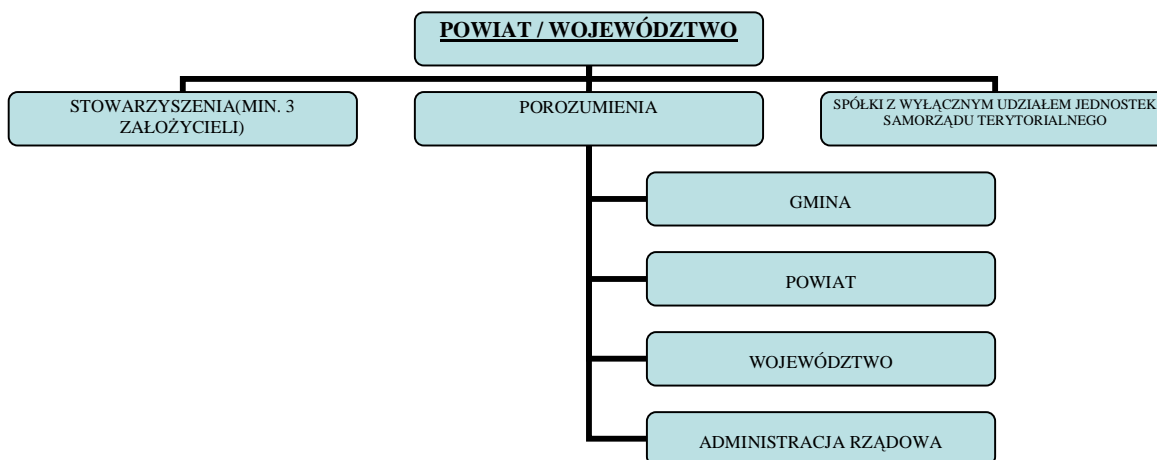 POWIAT / WOJEWÓDZTWO
STOWARZYSZENIA(MIN. 3
ZAŁOŻYCIELI)
POROZUMIENIA
SPÓŁKI Z WYŁĄCZNYM UDZIAŁEM JEDNOSTEK
SAMORZĄDU TERYTORIALNEGO
GMINA
POWIAT
WOJEWÓDZTWO
ADMINISTRACJA RZĄDOWA